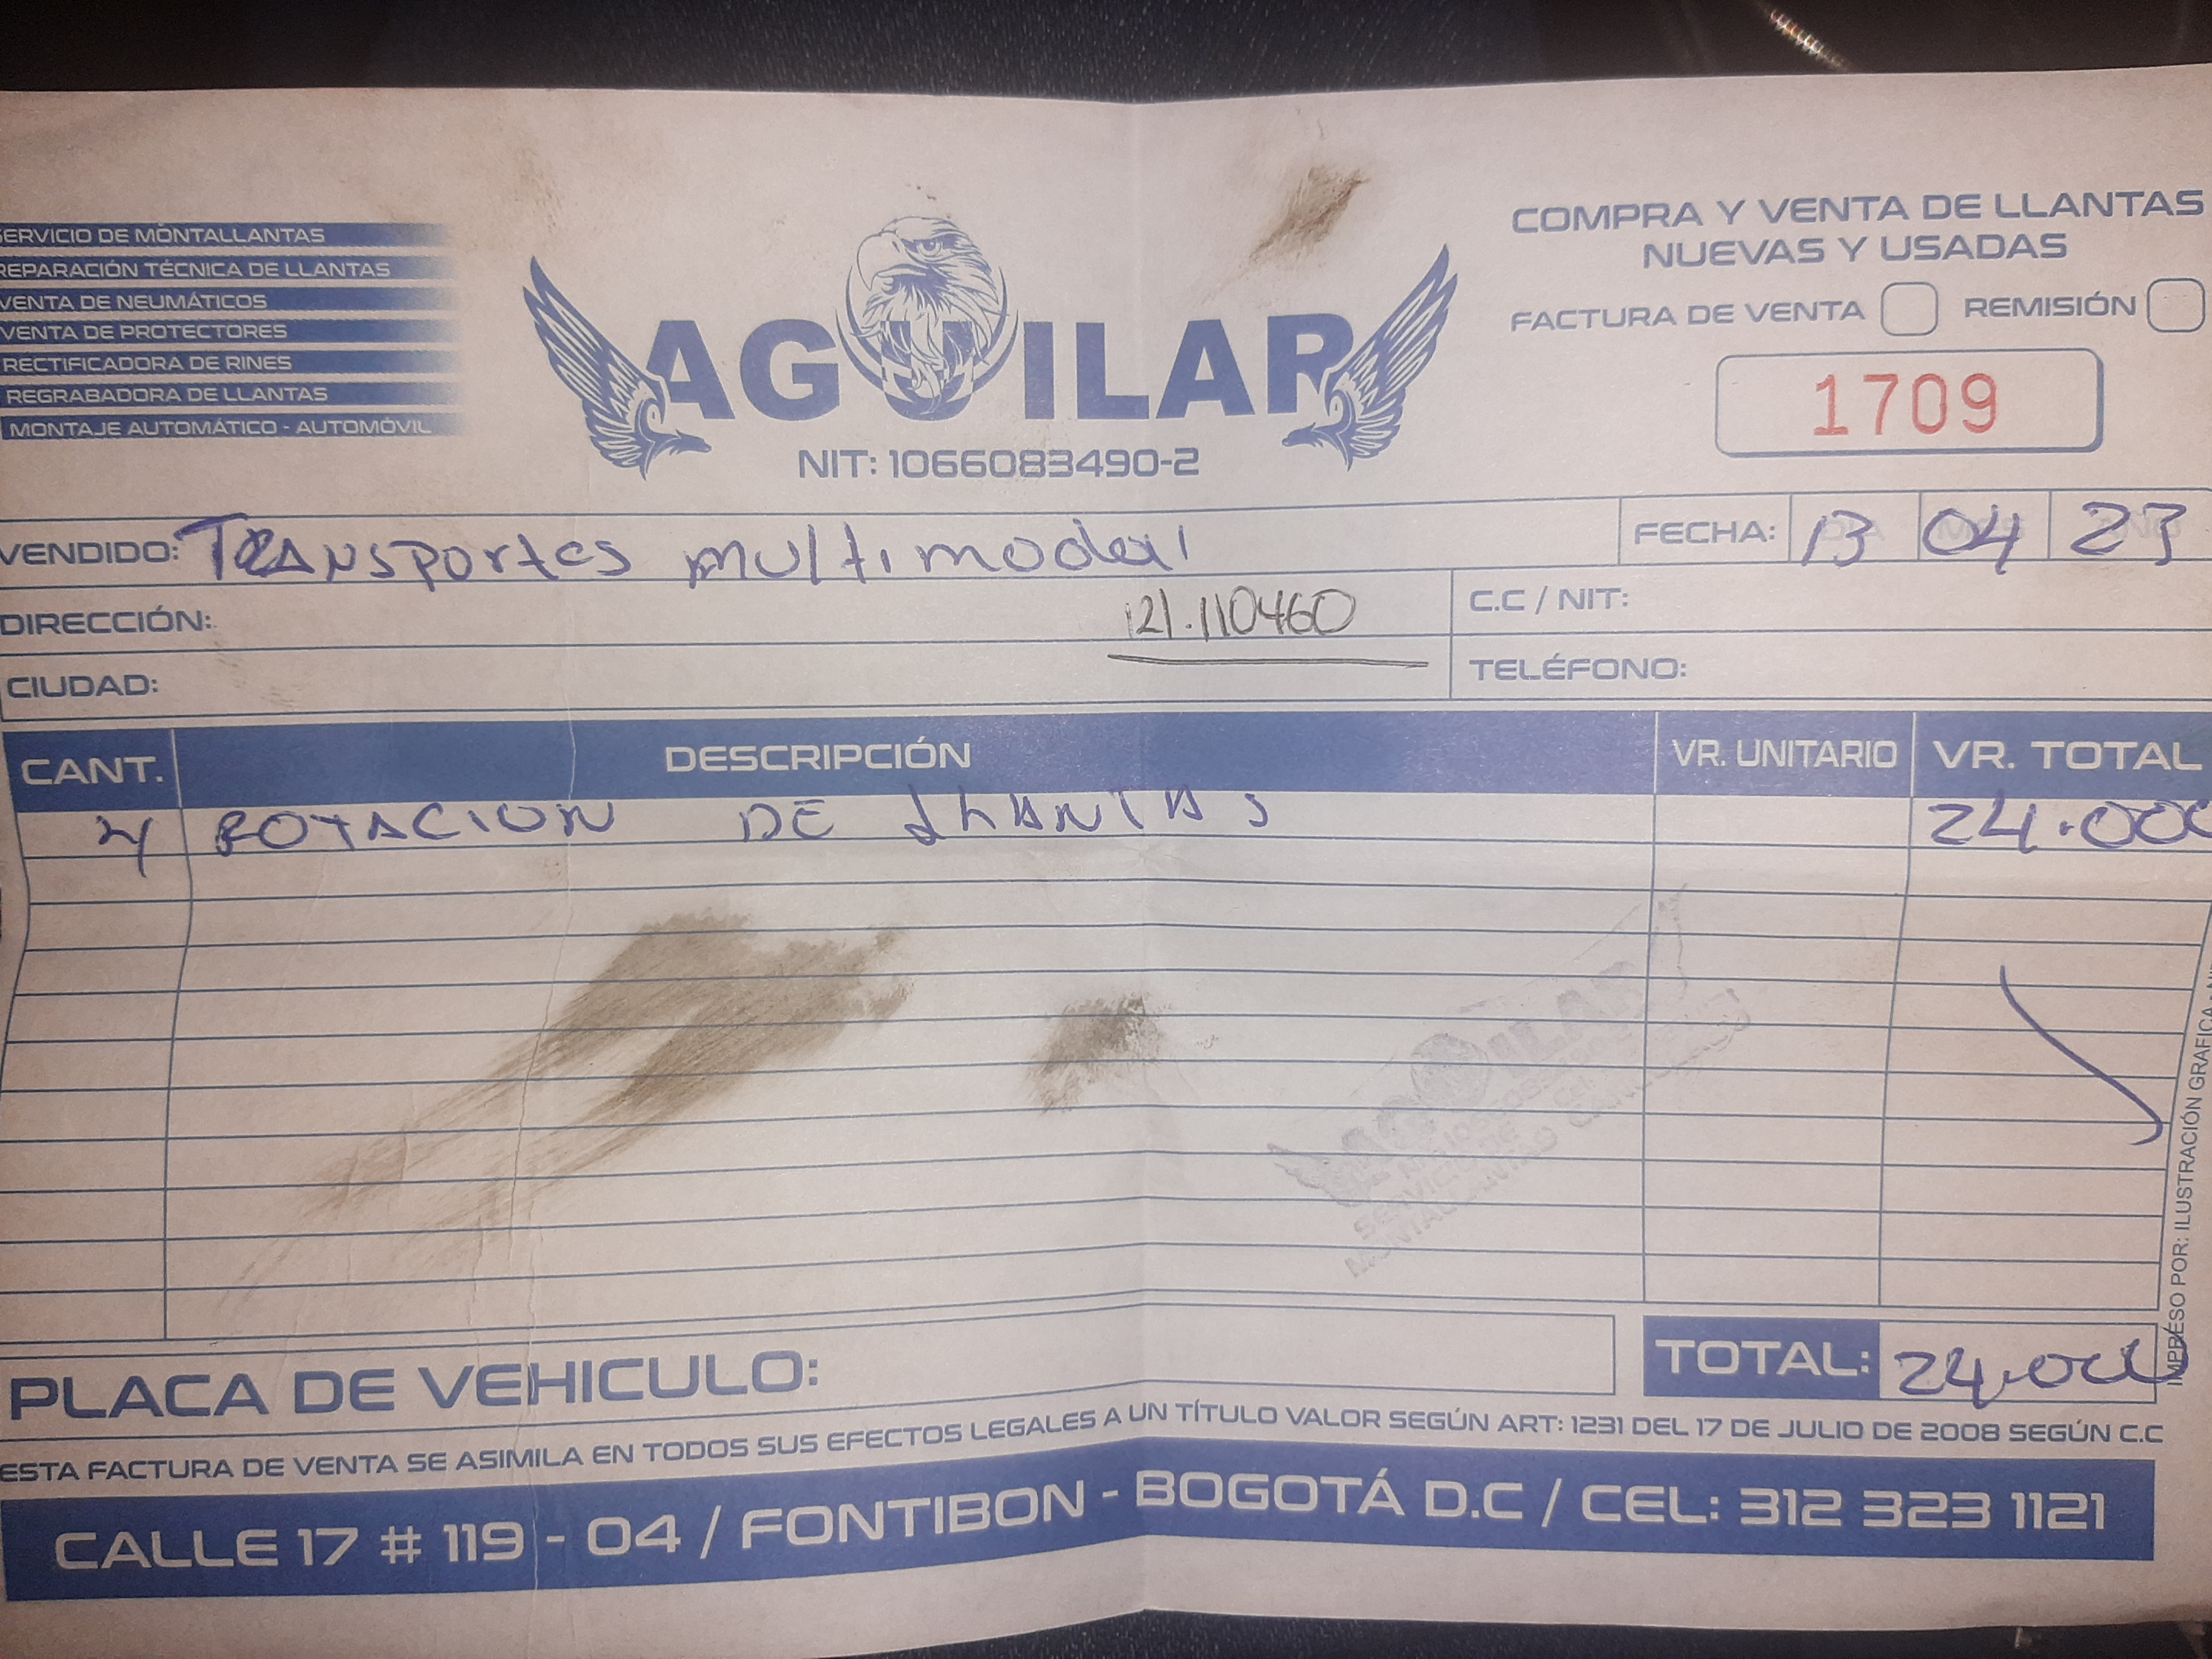 SERVICIO DE MONTALLANTAS
REPARACIÓN TÉCNICA DE LLANTAS
VENTA DE NEUMÁTICOS
VENTA DE PROTECTORES
RECTIFICADORA DE RINES
REGRABADORA DE LLANTAS
MONTAJE AUTOMÁTICO - AUTOMÓVIL
AGUILAR
NIT: 1066083490-2
COMPRA Y VENTA DE LLANTAS
NUEVAS Y USADAS
FACTURA DE VENTA REMISIÓN
1709
VENDIDO: Transportes multimodal
FECHA: 13 04 23
DIRECCIÓN: 121.110460
C.C / NIT:
CIUDAD:
TELÉFONO:
CANT. DESCRIPCIÓN VR. UNITARIO VR. TOTAL
4 ROTACION DE LLANTAS 24.000
AGUILAR
SERVICIO DE
MONTALLANTAS
PLACA DE VEHICULO:
TOTAL: 24.000
ESTA FACTURA DE VENTA SE ASIMILA EN TODOS SUS EFECTOS LEGALES A UN TÍTULO VALOR SEGÚN ART: 1231 DEL 17 DE JULIO DE 2008 SEGÚN C.C
CALLE 17 # 119 - 04 / FONTIBON - BOGOTÁ D.C / CEL: 312 323 1121
IMPRESO POR: ILUSTRACIÓN GRAFICA